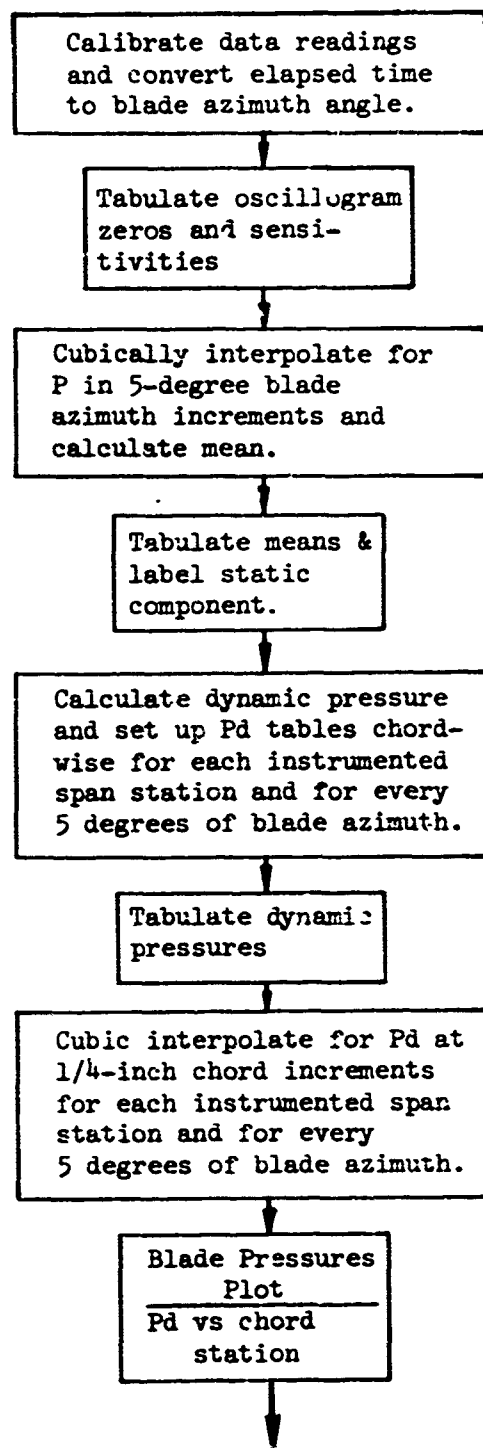 Calibrate data readings
and convert elapsed time
to blade azimuth angle.
Tabulate oscillogram
zeros and sensi-
tivities
Cubically interpolate for
P in 5-degree blade
azimuth increments and
calculate mean.
Tabulate means &
label static
component.
Calculate dynamic pressure
and set up Pd tables chord-
wise for each instrumented
span station and for every
5 degrees of blade azimuth.
Tabulate dynamic
pressures
Cubic interpolate for Pd at
1/4-inch chord increments
for each instrumented span
station and for every
5 degrees of blade azimuth.
Blade Pressures
Plot
Pd vs chord
station